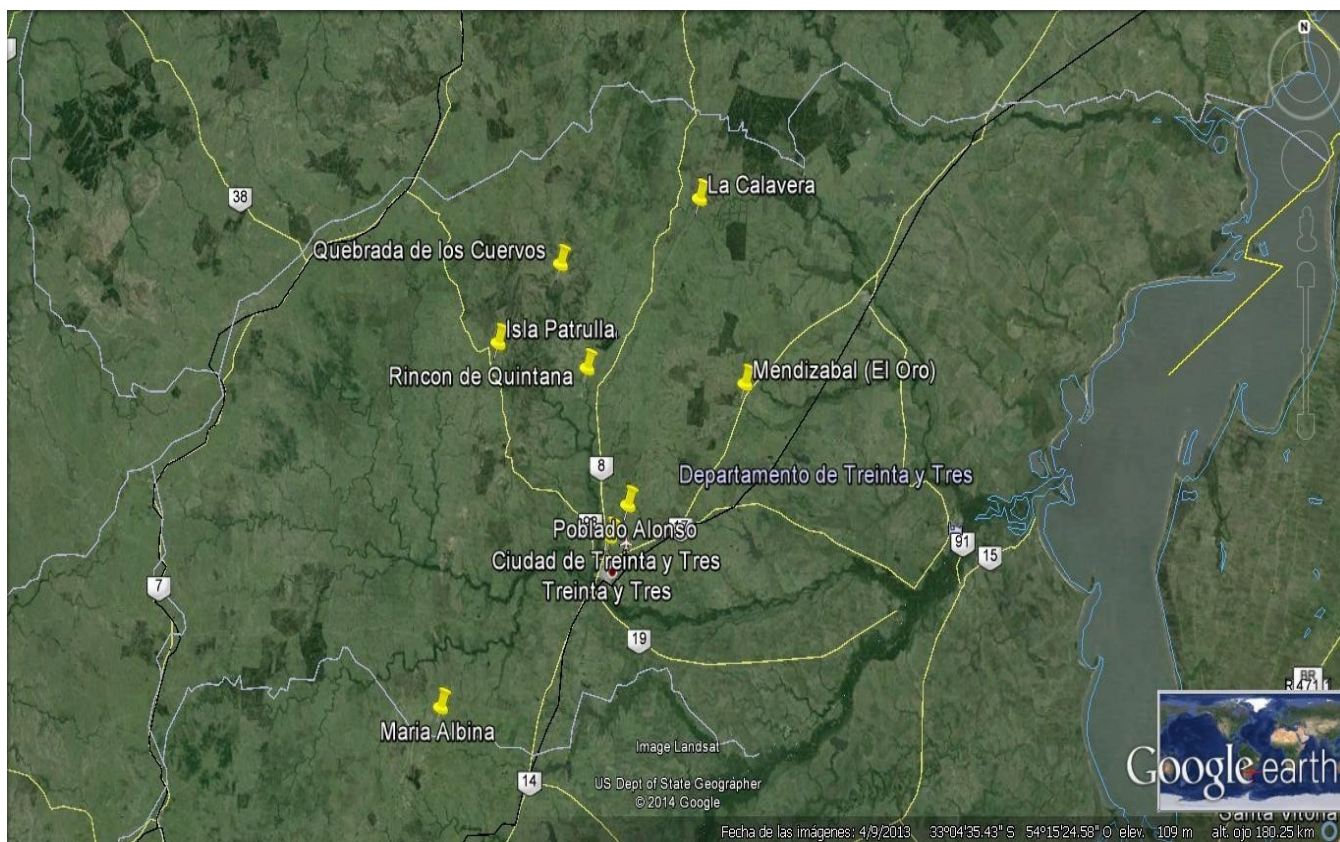 N
La Calavera
38
Quebrada de los Cuervos
Isla Patrulla
Rincon de Quintana
Mendizabal (El Oro)
8
Departamento de Treinta y Tres
Poblado Alonso
Ciudad de Treinta y Tres
Treinta y Tres
91
15
7
19
BR
Maria Albina
Image Landsat
14
US Dept of State Geographer
© 2014 Google
Google earth
Fecha de las imágenes: 4/9/2013 33°04'35.43" S 54°15'24.58" O elev. 109 m alt. ojo 180.25 km